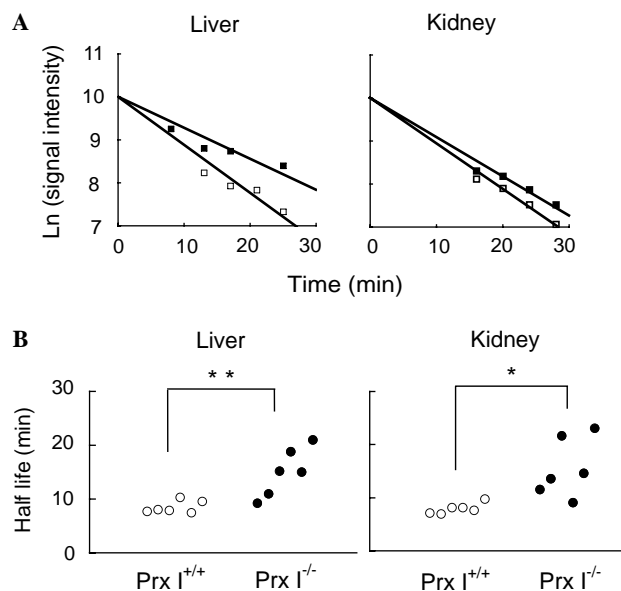 A
Liver
Kidney
Ln (signal intensity)
10
9
8
7
0
10
20
30
0
10
20
30
Time (min)
B
Liver
Kidney
Half life (min)
30
20
10
0
* *
*
Prx I+/+
Prx I-/-
Prx I+/+
Prx I-/-